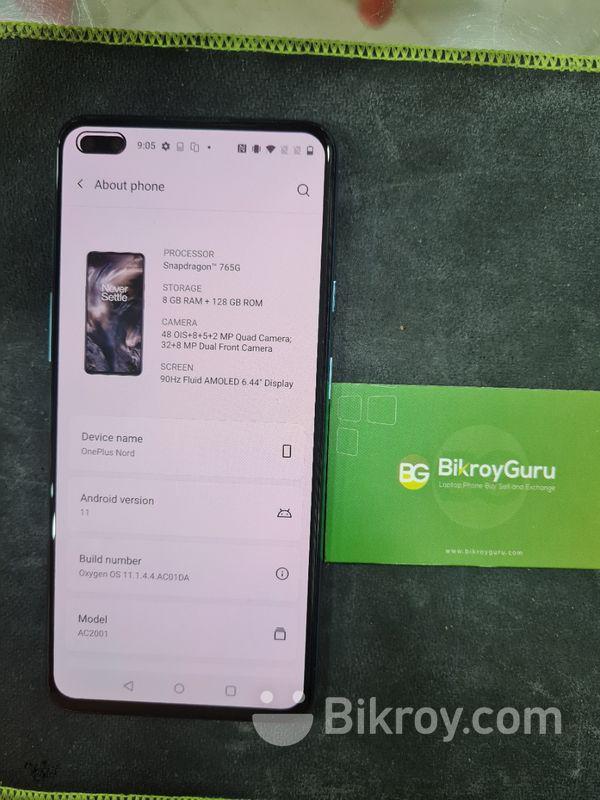 9:05
About phone
PROCESSOR
Snapdragon™ 765G
STORAGE
8 GB RAM + 128 GB ROM
CAMERA
48 OIS+8+5+2 MP Quad Camera;
32+8 MP Dual Front Camera
SCREEN
90Hz Fluid AMOLED 6.44" Display
Never
Settle
Device name
OnePlus Nord
Android version
11
Build number
Oxygen OS 11.1.4.4.AC01DA
Model
AC2001
BG
BikroyGuru
Laptop,Phone Buy Sell and Exchange
www.bikroyguru.com
Bikroy.com